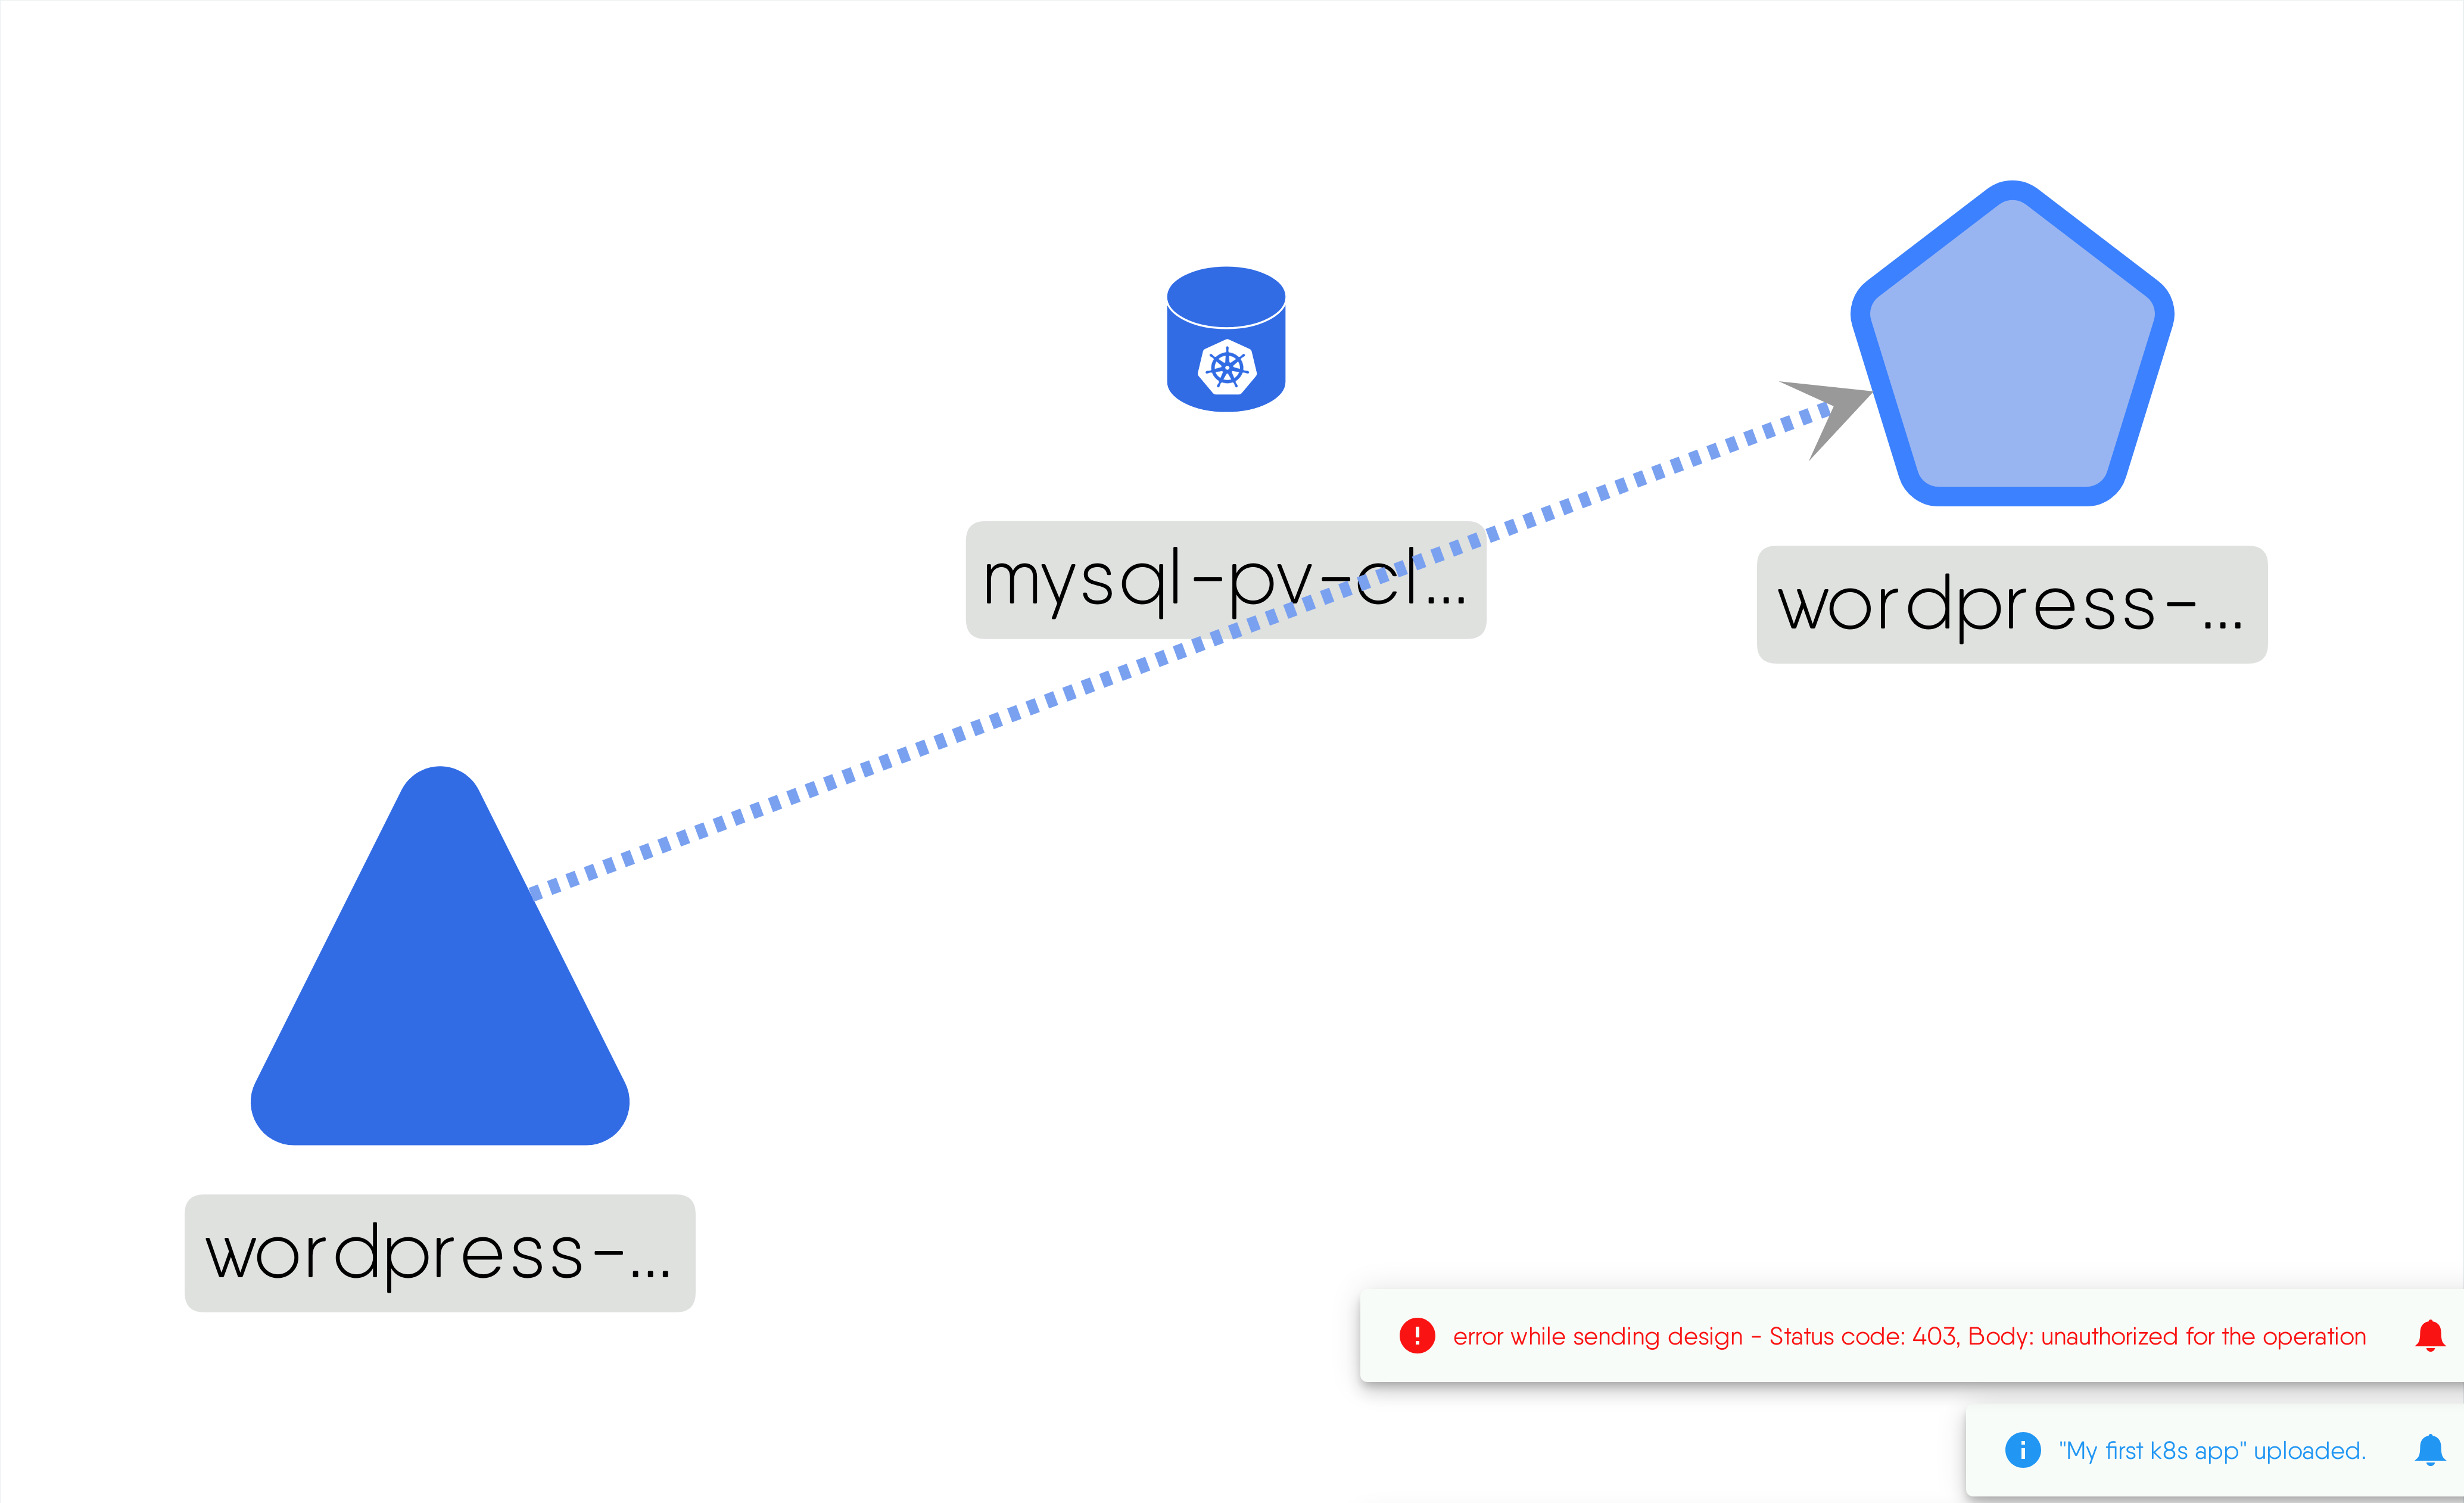 mysql-pv-cl...
wordpress-...
wordpress-...
error while sending design - Status code: 403, Body: unauthorized for the operation
"My first k8s app" uploaded.